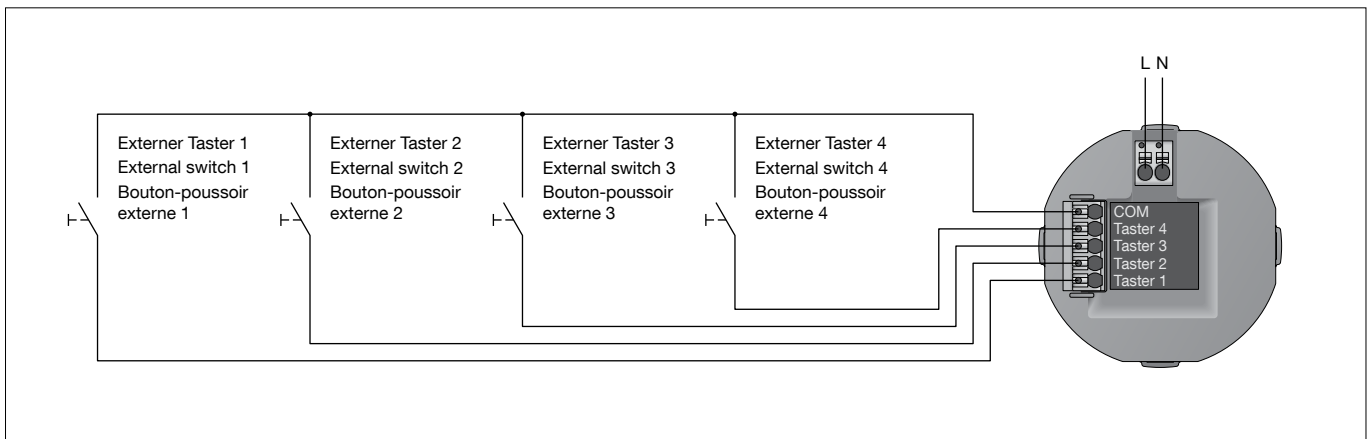 L N
Externer Taster 1
External switch 1
Bouton-poussoir
externe 1
Externer Taster 2
External switch 2
Bouton-poussoir
externe 2
Externer Taster 3
External switch 3
Bouton-poussoir
externe 3
Externer Taster 4
External switch 4
Bouton-poussoir
externe 4
COM
Taster 4
Taster 3
Taster 2
Taster 1